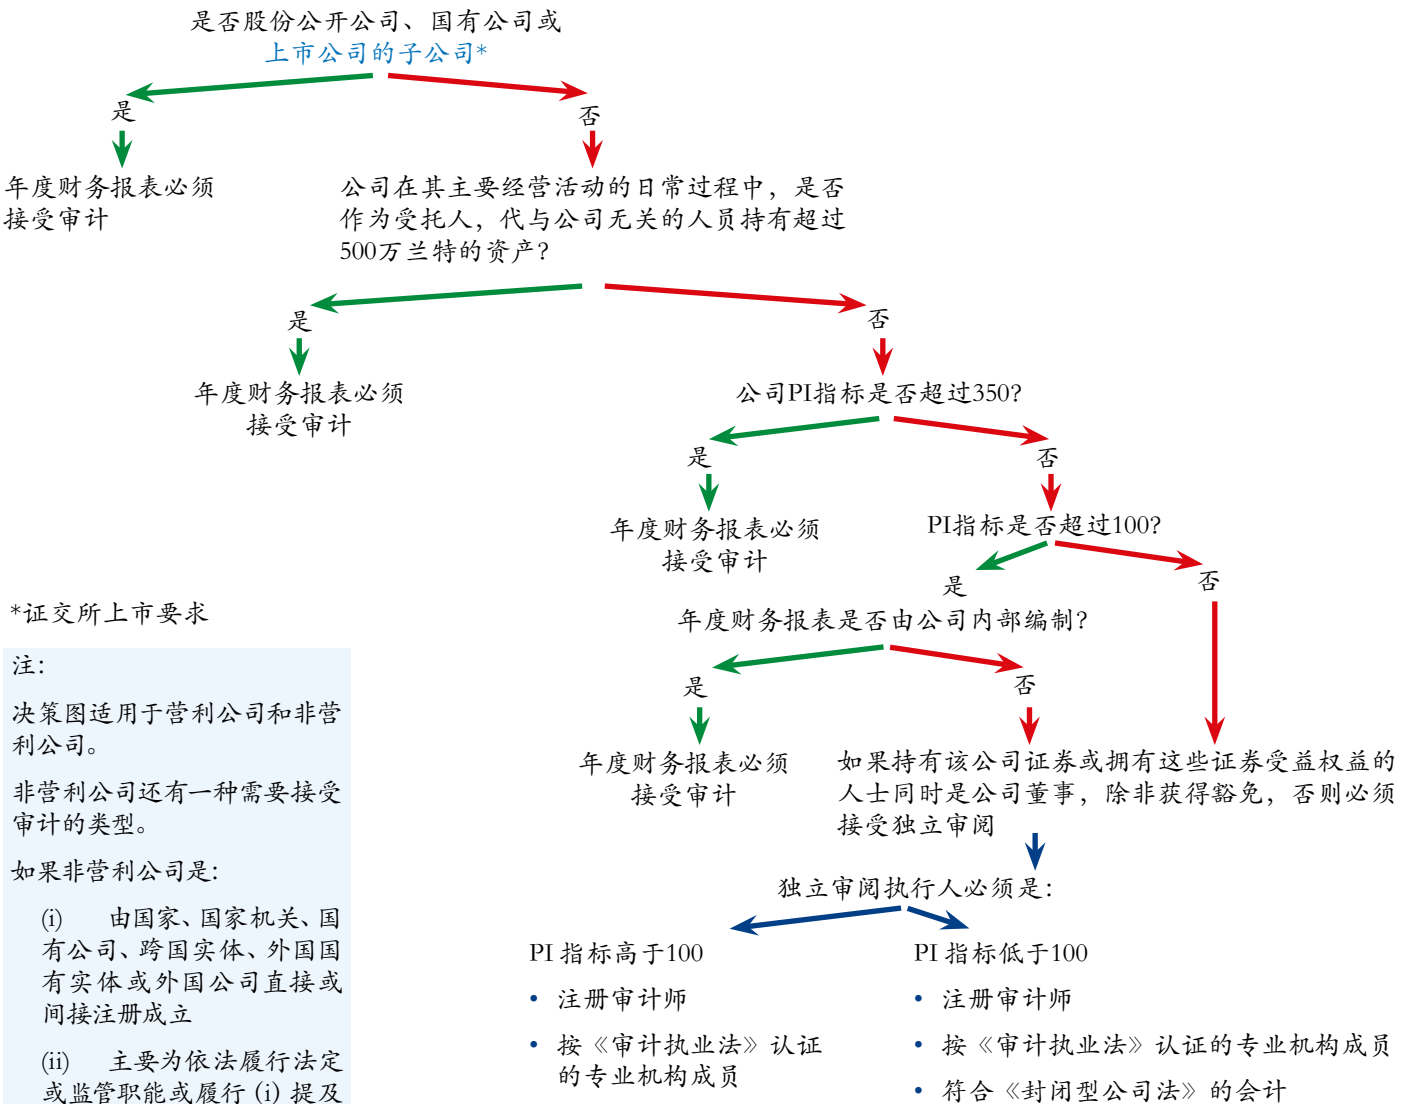 是否股份公开公司、国有公司或
上市公司的子公司*
是
否
年度财务报表必须
接受审计
公司在其主要经营活动的日常过程中，是否
作为受托人，代与公司无关的人员持有超过
500万兰特的资产？
是
否
年度财务报表必须
接受审计
公司PI指标是否超过350？
是
否
年度财务报表必须
接受审计
PI指标是否超过100？
是
否
年度财务报表是否由公司内部编制？
是
否
年度财务报表必须
接受审计
如果持有该公司证券或拥有这些证券受益权益的
人士同时是公司董事，除非获得豁免，否则必须
接受独立审阅
独立审阅执行人必须是：
PI 指标高于100
• 注册审计师
• 按《审计执业法》认证
的专业机构成员
PI 指标低于100
• 注册审计师
• 按《审计执业法》认证的专业机构成员
• 符合《封闭型公司法》的会计
*证交所上市要求
注：
决策图适用于营利公司和非营
利公司。
非营利公司还有一种需要接受
审计的类型。
如果非营利公司是：
(i) 由国家、国家机关、国
有公司、跨国实体、外国国
有实体或外国公司直接或
间接注册成立
(ii) 主要为依法履行法定
或监管职能或履行 (i) 提及